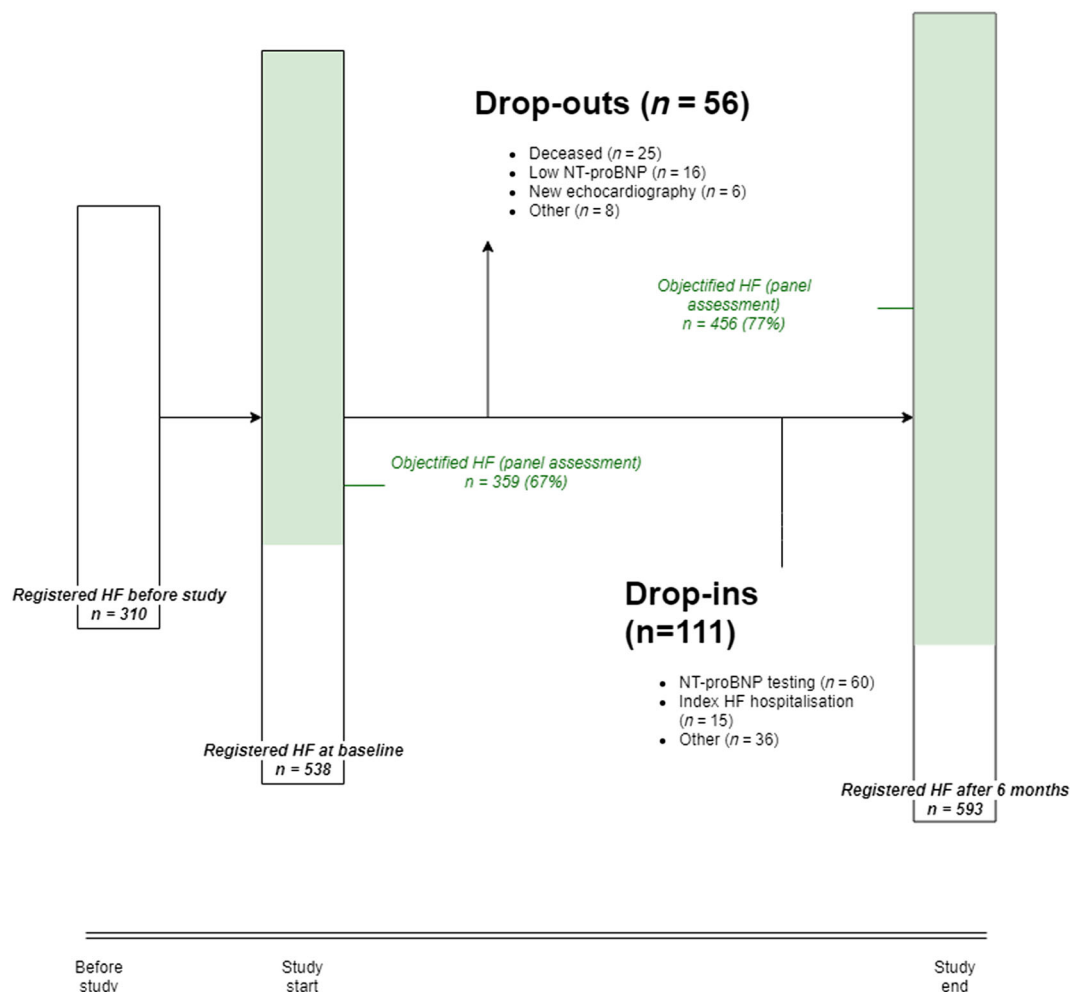 Drop-outs (n = 56)
• Deceased (n = 25)
• Low NT-proBNP (n = 16)
• New echocardiography (n = 6)
• Other (n = 8)
Objectified HF (panel
assessment)
n = 456 (77%)
Objectified HF (panel assessment)
n = 359 (67%)
Registered HF before study
n = 310
Drop-ins
(n=111)
• NT-proBNP testing (n = 60)
• Index HF hospitalisation
(n = 15)
• Other (n = 36)
Registered HF at baseline
n = 538
Registered HF after 6 months
n = 593
Before
study
Study
start
Study
end